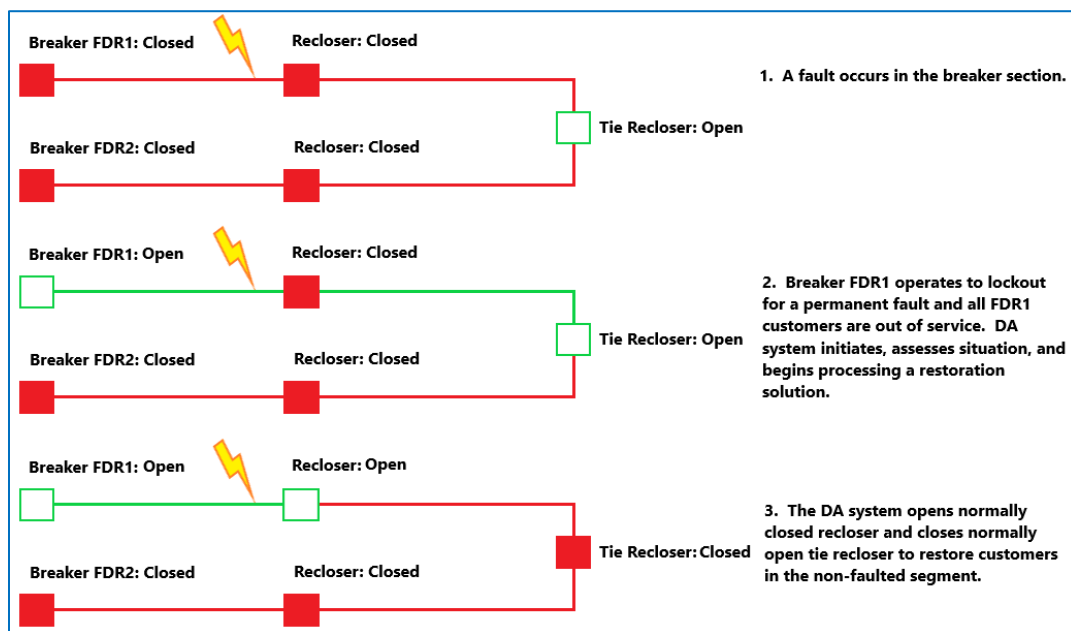 Breaker FDR1: Closed
Recloser: Closed
1.  A fault occurs in the breaker section.
Tie Recloser: Open
Breaker FDR2: Closed
Recloser: Closed
Breaker FDR1: Open
Recloser: Closed
2.  Breaker FDR1 operates to lockout
for a permanent fault and all FDR1
customers are out of service.  DA
system initiates, assesses situation, and
begins processing a restoration
solution.
Tie Recloser: Open
Breaker FDR2: Closed
Recloser: Closed
Breaker FDR1: Open
Recloser: Open
3.  The DA system opens normally
closed recloser and closes normally
open tie recloser to restore customers
in the non-faulted segment.
Tie Recloser: Closed
Breaker FDR2: Closed
Recloser: Closed